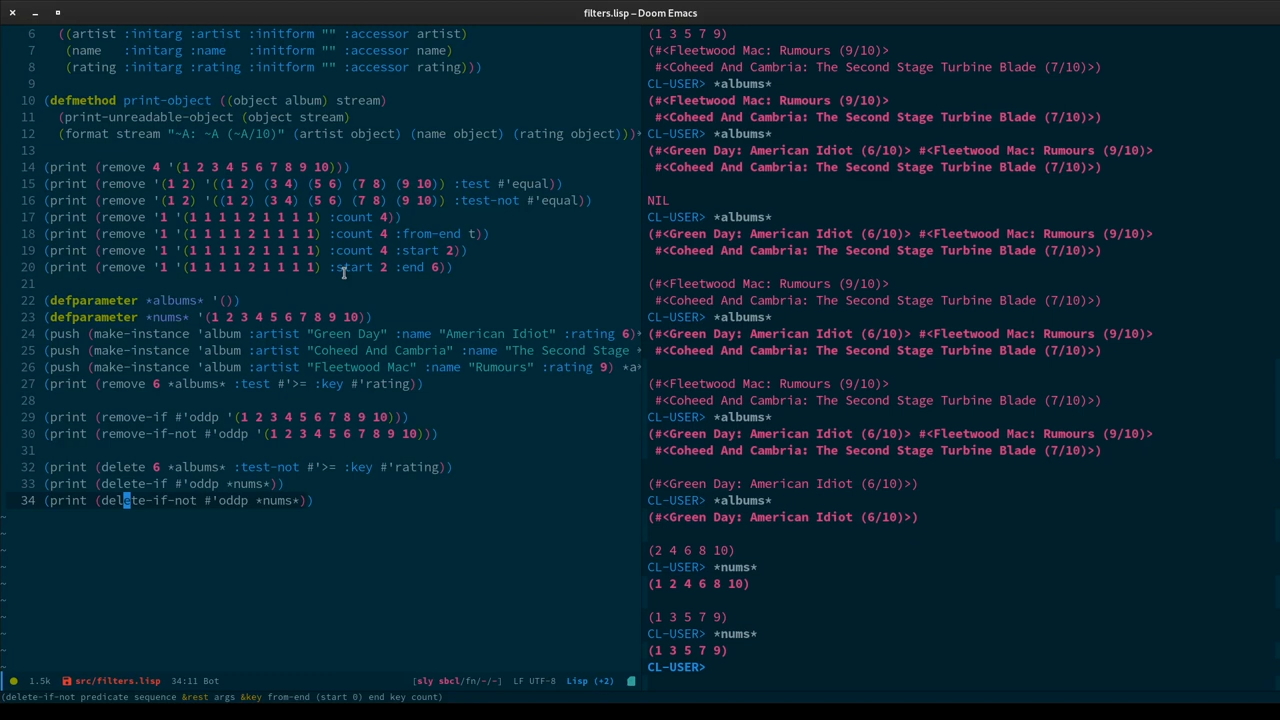 filters.lisp – Doom Emacs
6 ((artist :initarg :artist :initform "" :accessor artist)
7 (name :initarg :name :initform "" :accessor name)
8 (rating :initarg :rating :initform "" :accessor rating)))
9
10 (defmethod print-object ((object album) stream)
11 (print-unreadable-object (object stream)
12 (format stream "~A: ~A (~A/10)" (artist object) (name object) (rating object)))
13
14 (print (remove 4 '(1 2 3 4 5 6 7 8 9 10)))
15 (print (remove '(1 2) '((1 2) (3 4) (5 6) (7 8) (9 10)) :test #'equal))
16 (print (remove '(1 2) '((1 2) (3 4) (5 6) (7 8) (9 10)) :test-not #'equal))
17 (print (remove '1 '(1 1 1 1 2 1 1 1 1) :count 4))
18 (print (remove '1 '(1 1 1 1 2 1 1 1 1) :count 4 :from-end t))
19 (print (remove '1 '(1 1 1 1 2 1 1 1 1) :count 4 :start 2))
20 (print (remove '1 '(1 1 1 1 2 1 1 1 1) :start 2 :end 6))
21
22 (defparameter *albums* '())
23 (defparameter *nums* '(1 2 3 4 5 6 7 8 9 10))
24 (push (make-instance 'album :artist "Green Day" :name "American Idiot" :rating 6)
25 (push (make-instance 'album :artist "Coheed And Cambria" :name "The Second Stage
26 (push (make-instance 'album :artist "Fleetwood Mac" :name "Rumours" :rating 9) *a
27 (print (remove 6 *albums* :test #'>= :key #'rating))
28
29 (print (remove-if #'oddp '(1 2 3 4 5 6 7 8 9 10)))
30 (print (remove-if-not #'oddp '(1 2 3 4 5 6 7 8 9 10)))
31
32 (print (delete 6 *albums* :test-not #'>= :key #'rating))
33 (print (delete-if #'oddp *nums*))
34 (print (delete-if-not #'oddp *nums*))
(1 3 5 7 9)
(#<Fleetwood Mac: Rumours (9/10)>
#<Coheed And Cambria: The Second Stage Turbine Blade (7/10)>)
CL-USER> *albums*
(#<Fleetwood Mac: Rumours (9/10)>
#<Coheed And Cambria: The Second Stage Turbine Blade (7/10)>)
CL-USER> *albums*
(#<Green Day: American Idiot (6/10)> #<Fleetwood Mac: Rumours (9/10)>
#<Coheed And Cambria: The Second Stage Turbine Blade (7/10)>)
NIL
CL-USER> *albums*
(#<Green Day: American Idiot (6/10)> #<Fleetwood Mac: Rumours (9/10)>
#<Coheed And Cambria: The Second Stage Turbine Blade (7/10)>)
(#<Fleetwood Mac: Rumours (9/10)>
#<Coheed And Cambria: The Second Stage Turbine Blade (7/10)>)
CL-USER> *albums*
(#<Green Day: American Idiot (6/10)> #<Fleetwood Mac: Rumours (9/10)>
#<Coheed And Cambria: The Second Stage Turbine Blade (7/10)>)
(#<Fleetwood Mac: Rumours (9/10)>
#<Coheed And Cambria: The Second Stage Turbine Blade (7/10)>)
CL-USER> *albums*
(#<Green Day: American Idiot (6/10)> #<Fleetwood Mac: Rumours (9/10)>
#<Coheed And Cambria: The Second Stage Turbine Blade (7/10)>)
(#<Green Day: American Idiot (6/10)>)
CL-USER> *albums*
(#<Green Day: American Idiot (6/10)>)
(2 4 6 8 10)
CL-USER> *nums*
(1 2 4 6 8 10)
(1 3 5 7 9)
CL-USER> *nums*
(1 3 5 7 9)
CL-USER>
1.5k src/filters.lisp 34:11 Bot [sly sbcl/fn/-/-] LF UTF-8 Lisp (+2)
(delete-if-not predicate sequence &rest args &key from-end (start 0) end key count)